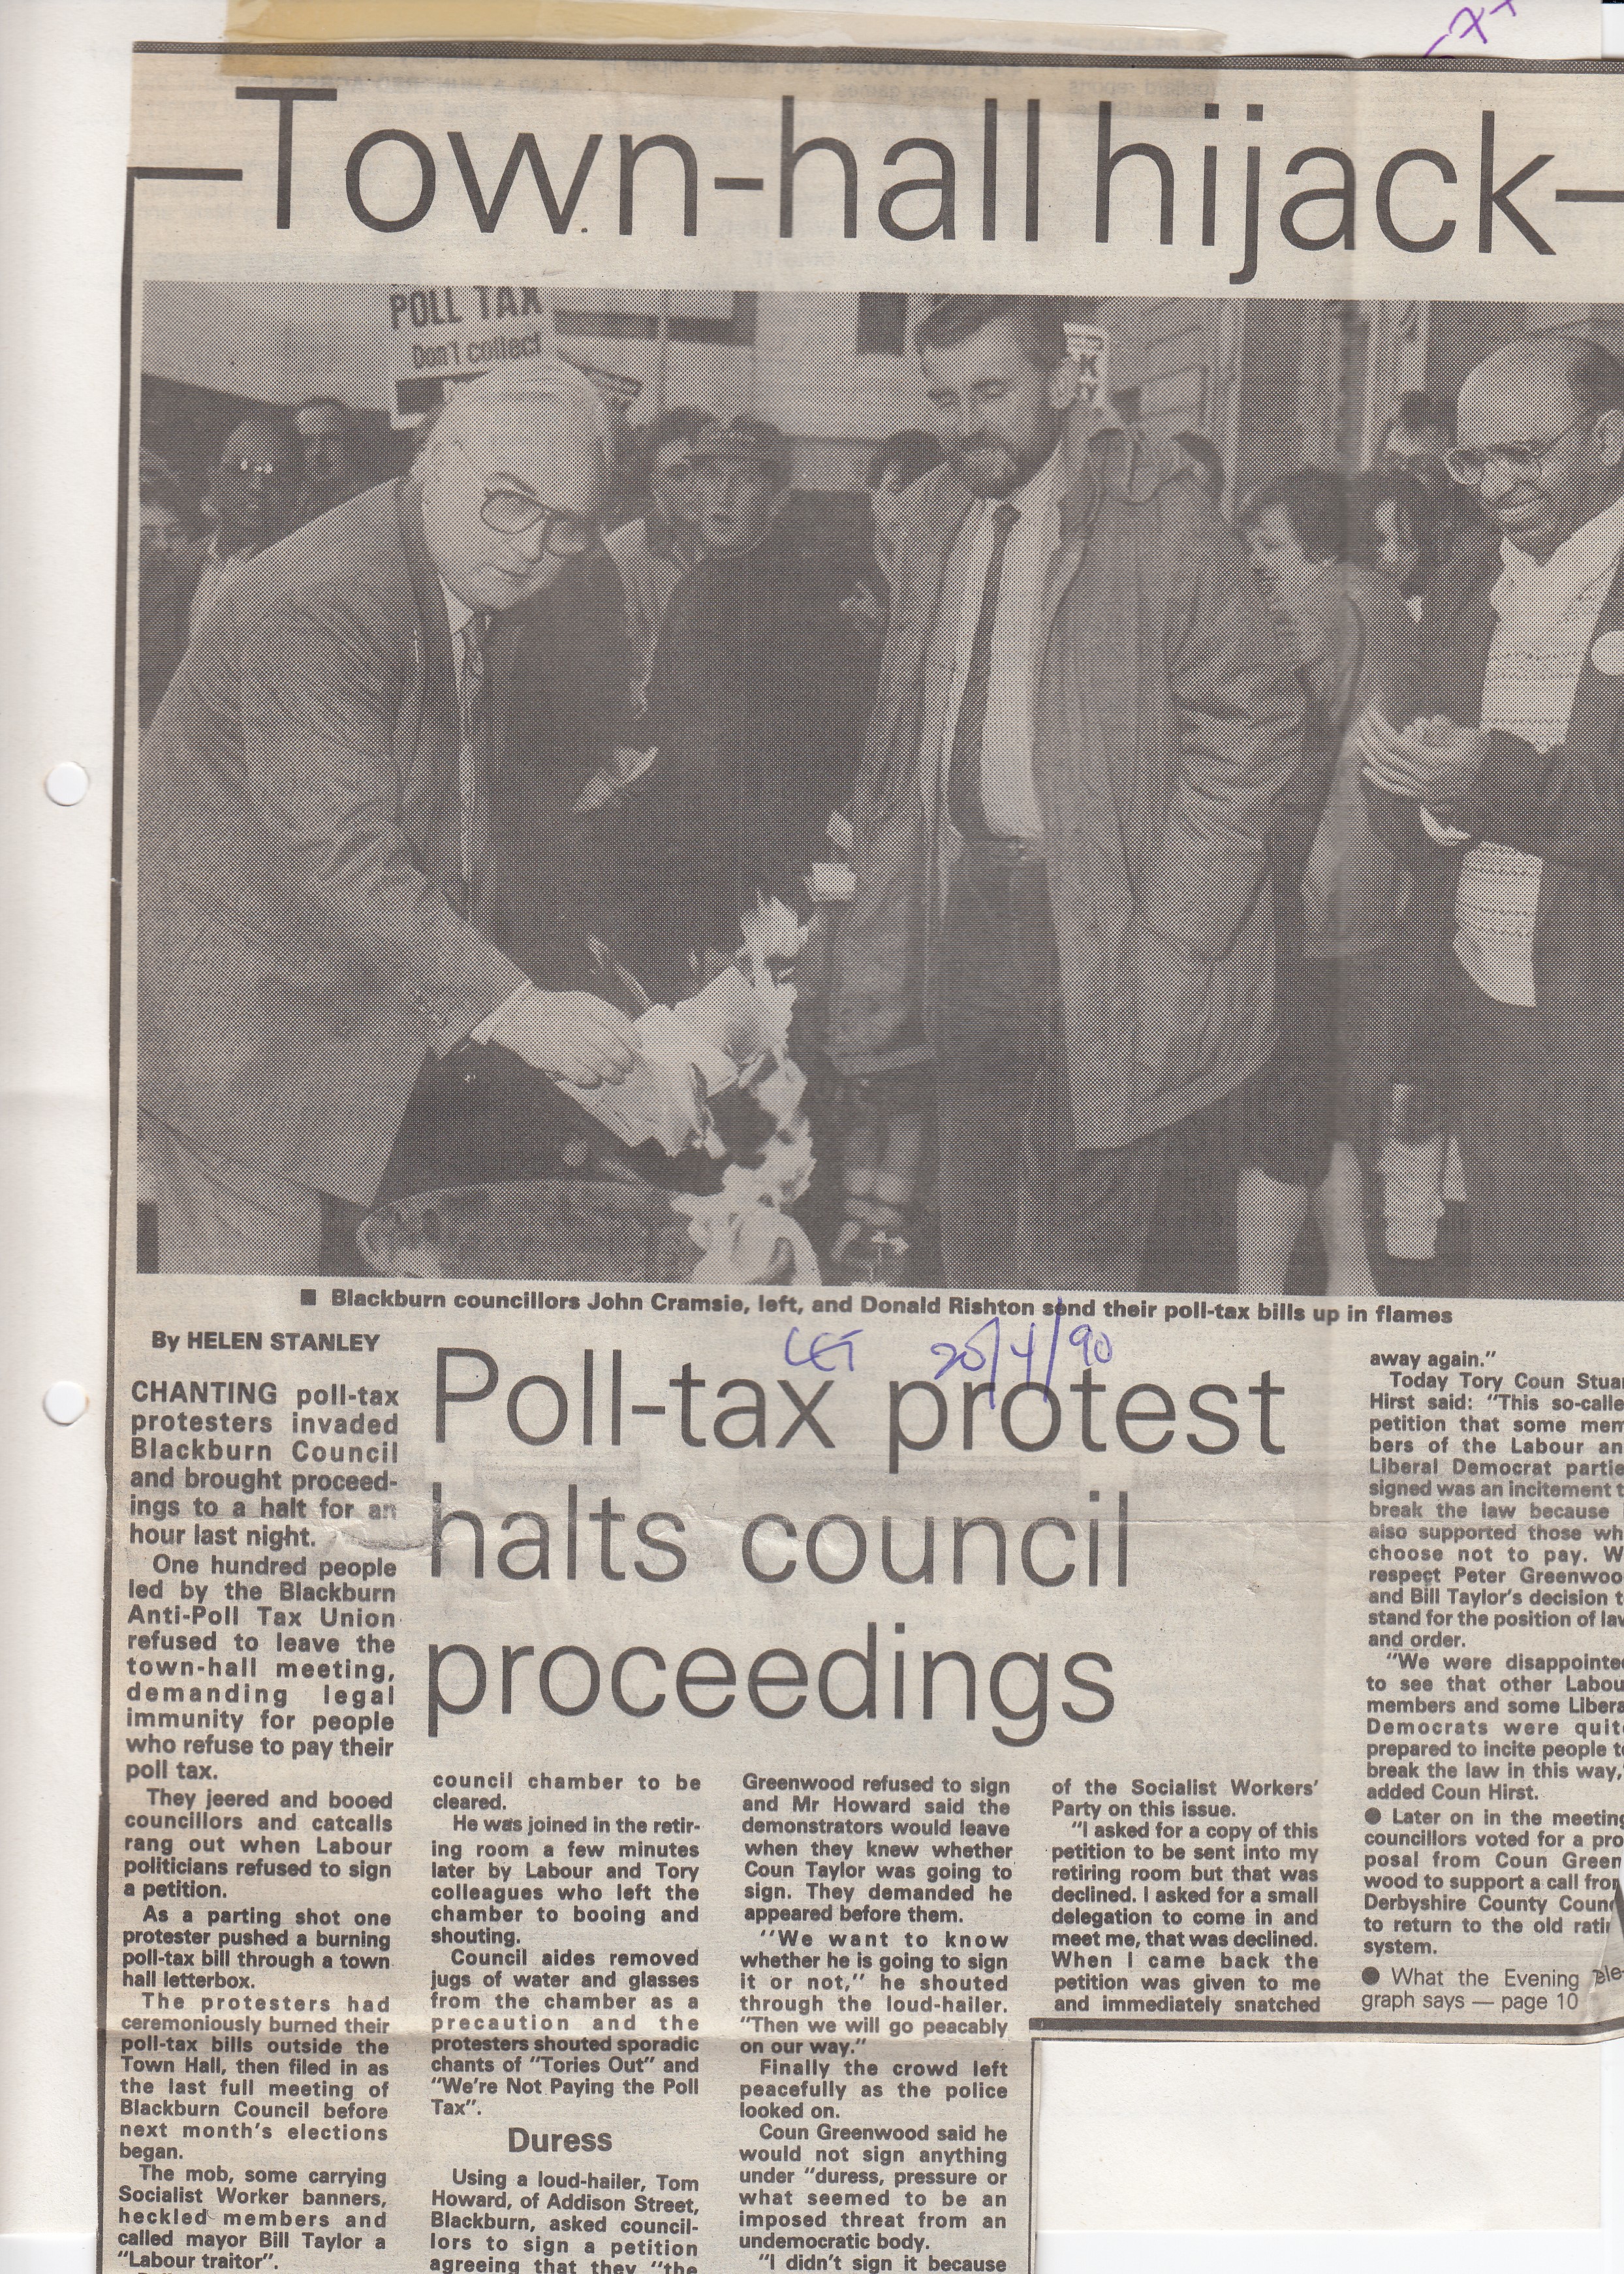 Town-hall hijack
POLL TAX
Don't collect
■ Blackburn councillors John Cramsie, left, and Donald Rishton send their poll-tax bills up in flames
LET 20/4/90
By HELEN STANLEY
Poll-tax protest
halts council
proceedings
CHANTING poll-tax
protesters invaded
Blackburn Council
and brought proceed-
ings to a halt for an
hour last night.
One hundred people
led by the Blackburn
Anti-Poll Tax Union
refused to leave the
town-hall meeting,
demanding legal
immunity for people
who refuse to pay their
poll tax.
They jeered and booed
councillors and catcalls
rang out when Labour
politicians refused to sign
a petition.
As a parting shot one
protester pushed a burning
poll-tax bill through a town
hall letterbox.
The protesters had
ceremoniously burned their
poll-tax bills outside the
Town Hall, then filed in as
the last full meeting of
Blackburn Council before
next month's elections
began.
The mob, some carrying
Socialist Worker banners,
heckled members and
called mayor Bill Taylor a
"Labour traitor".
council chamber to be
cleared.
He was joined in the retir-
ing room a few minutes
later by Labour and Tory
colleagues who left the
chamber to booing and
shouting.
Council aides removed
jugs of water and glasses
from the chamber as a
precaution and the
protesters shouted sporadic
chants of "Tories Out" and
"We're Not Paying the Poll
Tax".
Duress
Using a loud-hailer, Tom
Howard, of Addison Street,
Blackburn, asked council-
lors to sign a petition
agreeing that they "the
Greenwood refused to sign
and Mr Howard said the
demonstrators would leave
when they knew whether
Coun Taylor was going to
sign. They demanded he
appeared before them.
"We want to know
whether he is going to sign
it or not," he shouted
through the loud-hailer.
"Then we will go peacably
on our way."
Finally the crowd left
peacefully as the police
looked on.
Coun Greenwood said he
would not sign anything
under "duress, pressure or
what seemed to be an
imposed threat from an
undemocratic body.
"I didn't sign it because
of the Socialist Workers'
Party on this issue.
"I asked for a copy of this
petition to be sent into my
retiring room but that was
declined. I asked for a small
delegation to come in and
meet me, that was declined.
When I came back the
petition was given to me
and immediately snatched
away again."
Today Tory Coun Stuar
Hirst said: "This so-calle
petition that some mem
bers of the Labour an
Liberal Democrat partie
signed was an incitement t
break the law because
also supported those wh
choose not to pay. W
respect Peter Greenwoo
and Bill Taylor's decision t
stand for the position of law
and order.
"We were disappointed
to see that other Labou
members and some Libera
Democrats were quite
prepared to incite people to
break the law in this way,"
added Coun Hirst.
● Later on in the meeting
councillors voted for a pro
posal from Coun Green
wood to support a call from
Derbyshire County Counc
to return to the old ratin
system.
● What the Evening Tele-
graph says — page 10